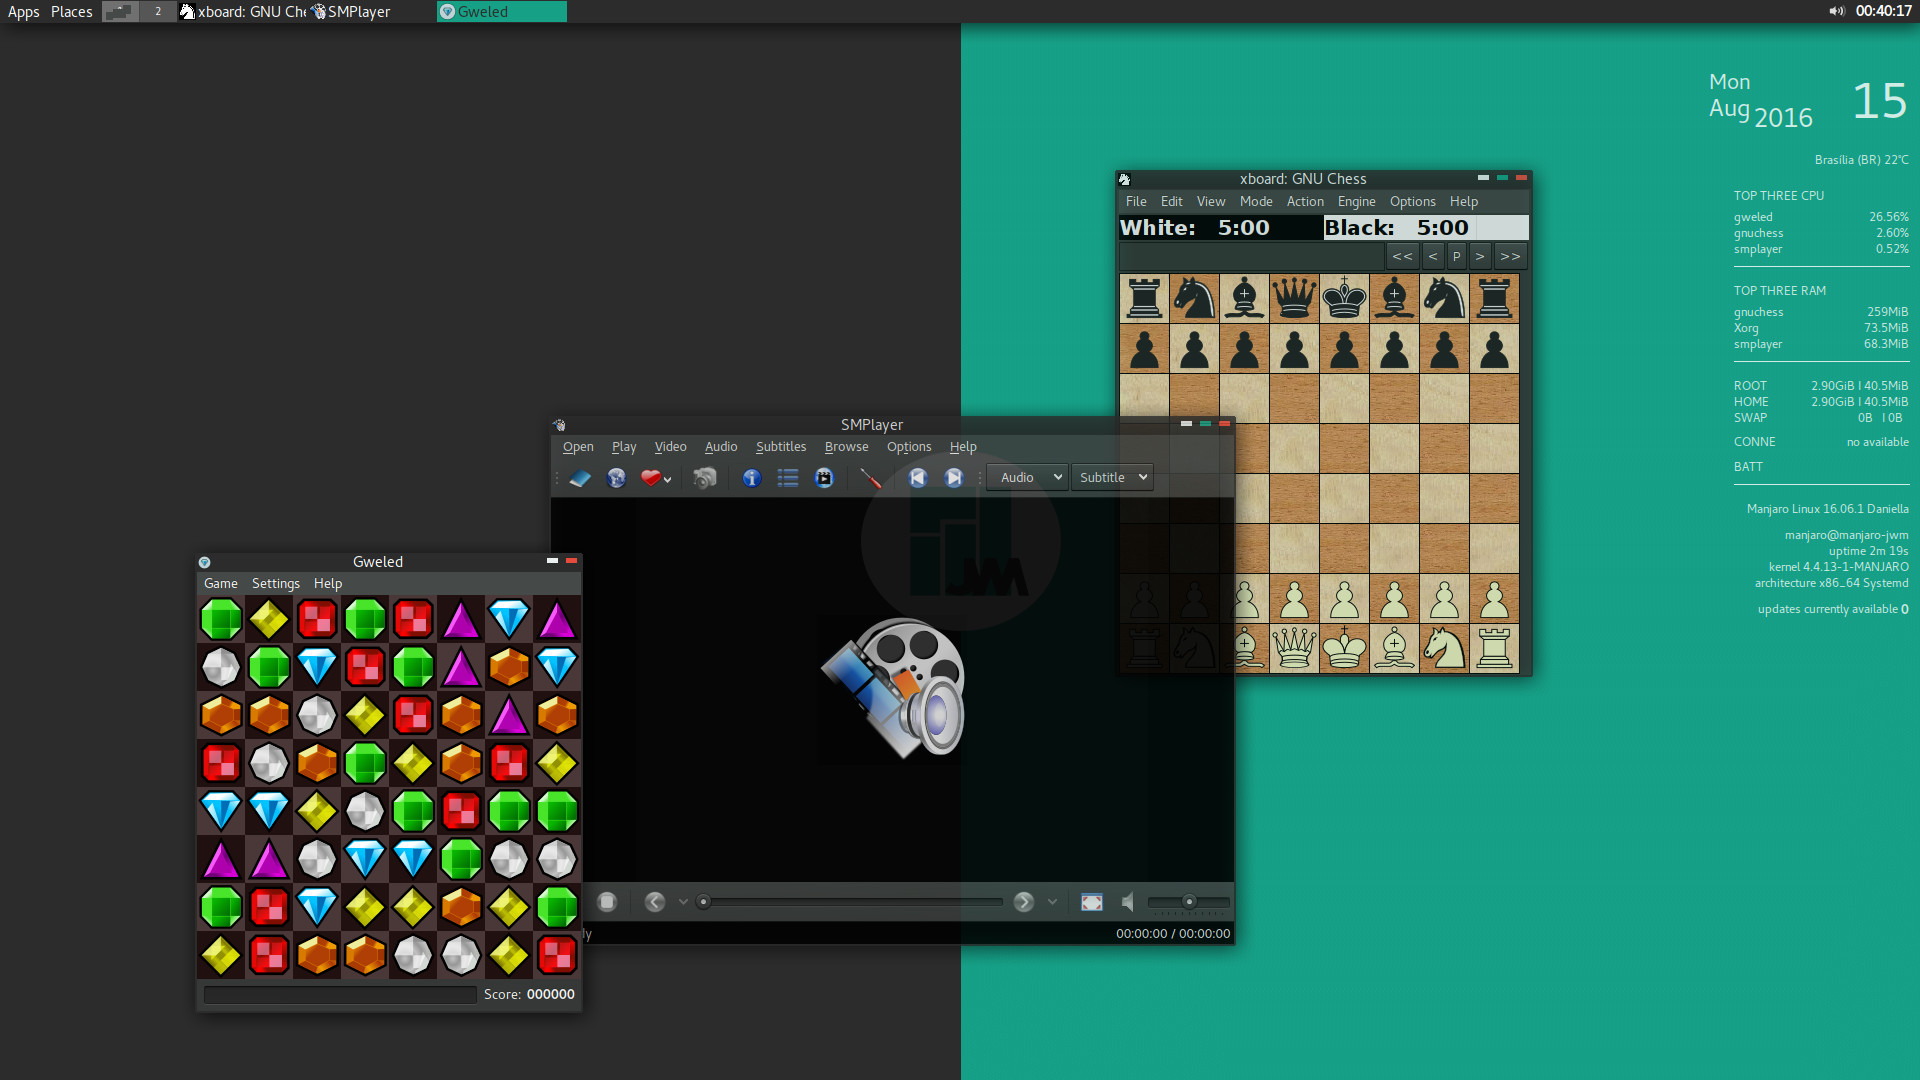 Apps Places 2 xboard: GNU Che SMPlayer Gweled 00:40:17
Mon
Aug 2016 15
Brasília (BR) 22°C
TOP THREE CPU
gweled 26.56%
gnuchess 2.60%
smplayer 0.52%
TOP THREE RAM
gnuchess 259MiB
Xorg 73.5MiB
smplayer 68.3MiB
ROOT 2.90GiB | 40.5MiB
HOME 2.90GiB | 40.5MiB
SWAP 0B | 0B
CONNE no available
BATT
Manjaro Linux 16.06.1 Daniella
manjaro@manjaro-jwm
uptime 2m 19s
kernel 4.4.13-1-MANJARO
architecture x86_64 Systemd
updates currently available 0
xboard: GNU Chess
File Edit View Mode Action Engine Options Help
White: 5:00 Black: 5:00
<< < P > >>
SMPlayer
Open Play Video Audio Subtitles Browse Options Help
Audio Subtitle
JWM
ly 00:00:00 / 00:00:00
Gweled
Game Settings Help
Score: 000000